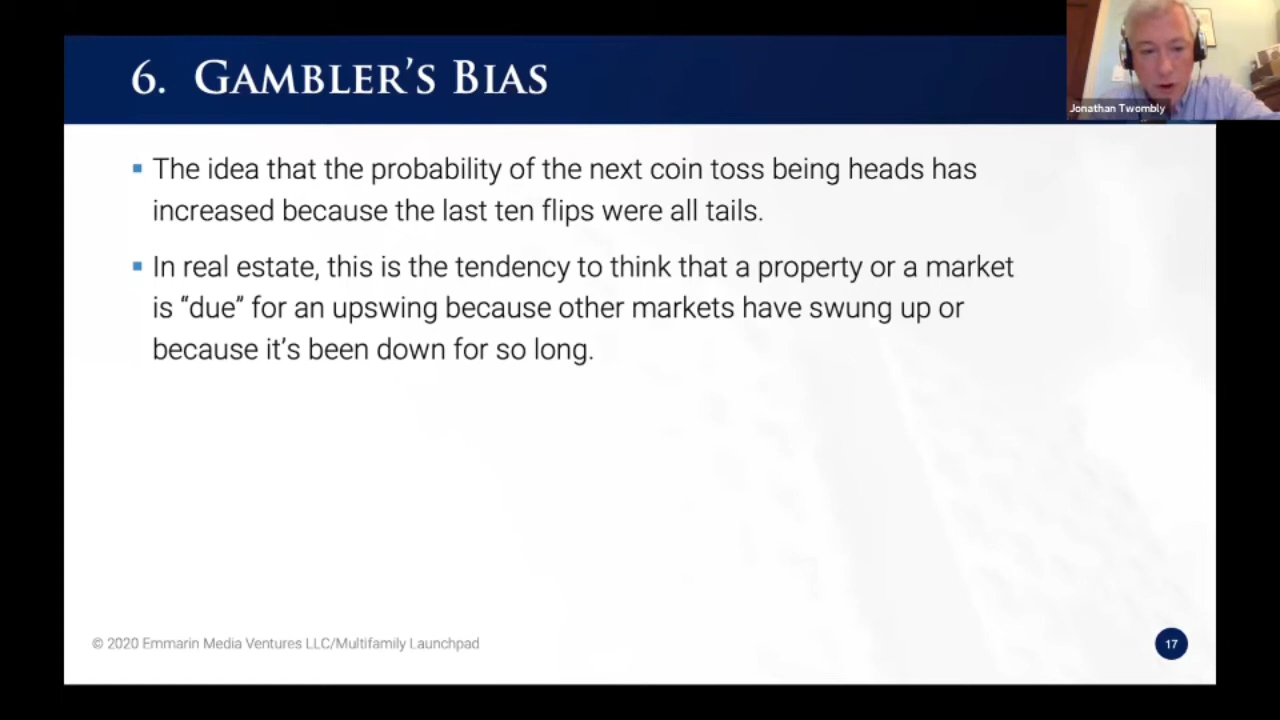 6. GAMBLER'S BIAS
Jonathan Twombly
▪ The idea that the probability of the next coin toss being heads has
increased because the last ten flips were all tails.
▪ In real estate, this is the tendency to think that a property or a market
is “due” for an upswing because other markets have swung up or
because it's been down for so long.
© 2020 Emmarin Media Ventures LLC/Multifamily Launchpad
17